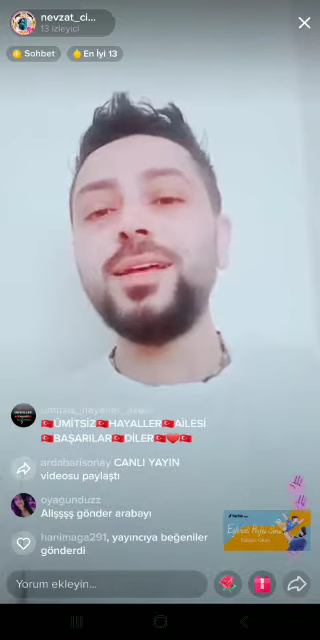 nevzat_ci...
13 izleyici
Sohbet
En İyi 13
🇹🇷ÜMİTSİZ🇹🇷HAYALLER🇹🇷AİLESİ
🇹🇷BAŞARILAR🇹🇷DİLER🇹🇷❤️🇹🇷
ardabarisonay CANLI YAYIN
videosu paylaştı
oyagunduzz
Alişşşş gönder arabayı
hanimaga291, yayıncıya beğeniler
gönderdi
Yorum ekleyin...